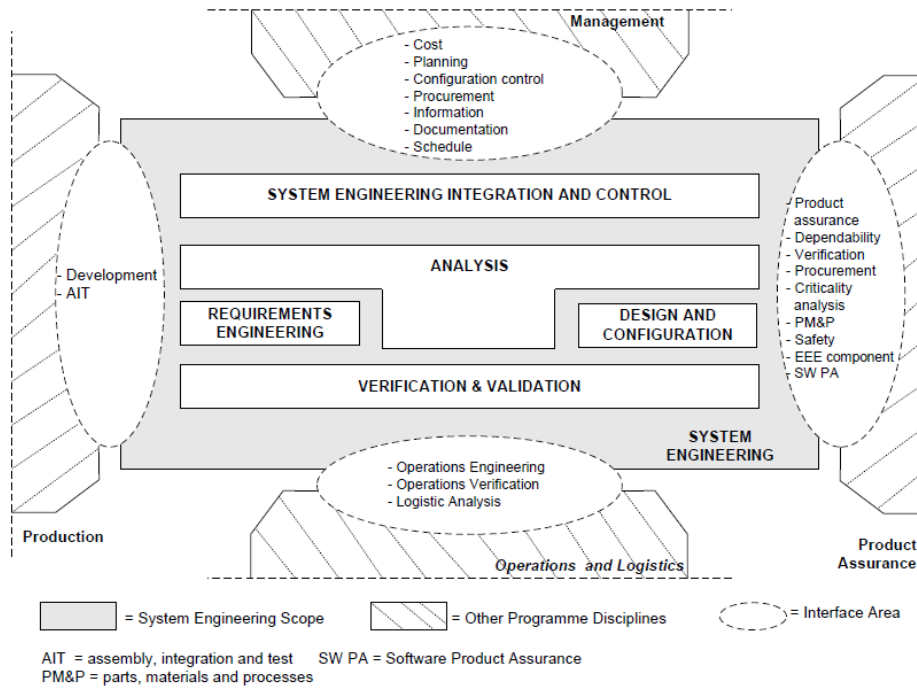 Management
- Cost
- Planning
- Configuration control
- Procurement
- Information
- Documentation
- Schedule
SYSTEM ENGINEERING INTEGRATION AND CONTROL
ANALYSIS
REQUIREMENTS
ENGINEERING
DESIGN AND
CONFIGURATION
VERIFICATION & VALIDATION
SYSTEM
ENGINEERING
- Development
- AIT
- Product
assurance
- Dependability
- Verification
- Procurement
- Criticality
analysis
- PM&P
- Safety
- EEE component
- SW PA
- Operations Engineering
- Operations Verification
- Logistic Analysis
Production
Operations and Logistics
Product
Assurance
= System Engineering Scope
= Other Programme Disciplines
= Interface Area
AIT = assembly, integration and test SW PA = Software Product Assurance
PM&P = parts, materials and processes